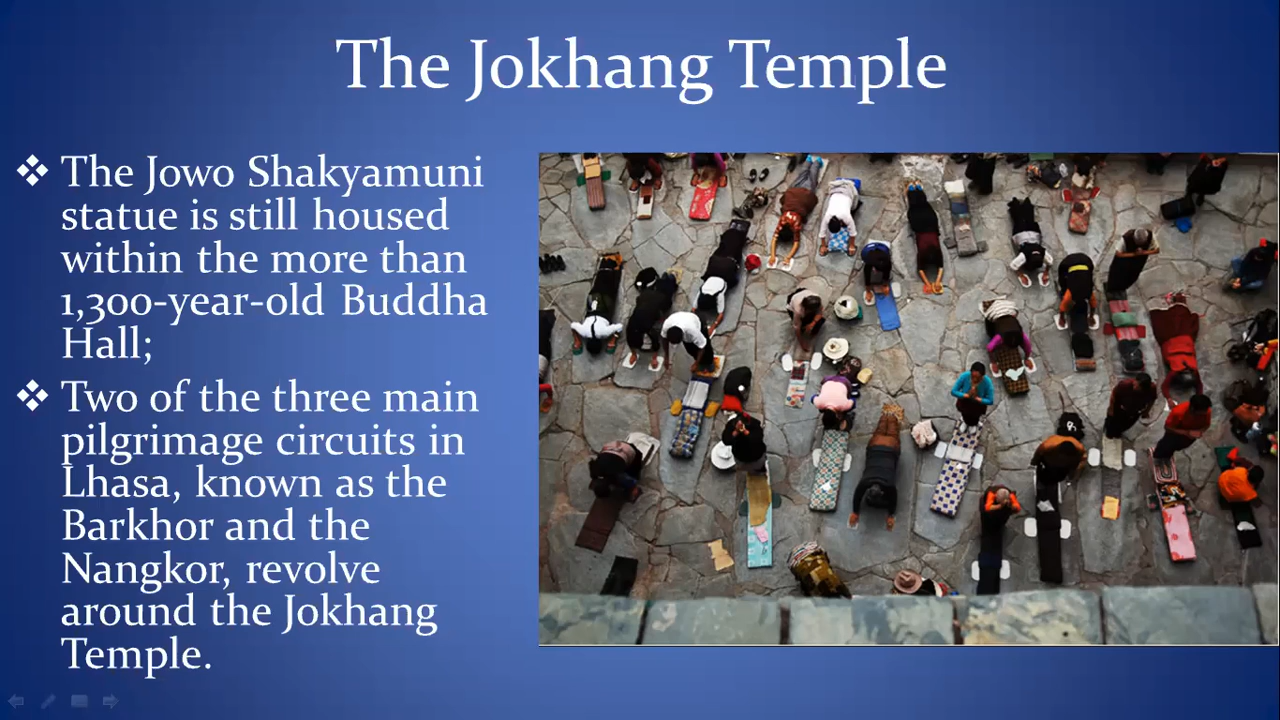 The Jokhang Temple
❖ The Jowo Shakyamuni
statue is still housed
within the more than
1,300-year-old Buddha
Hall;
❖ Two of the three main
pilgrimage circuits in
Lhasa, known as the
Barkhor and the
Nangkor, revolve
around the Jokhang
Temple.